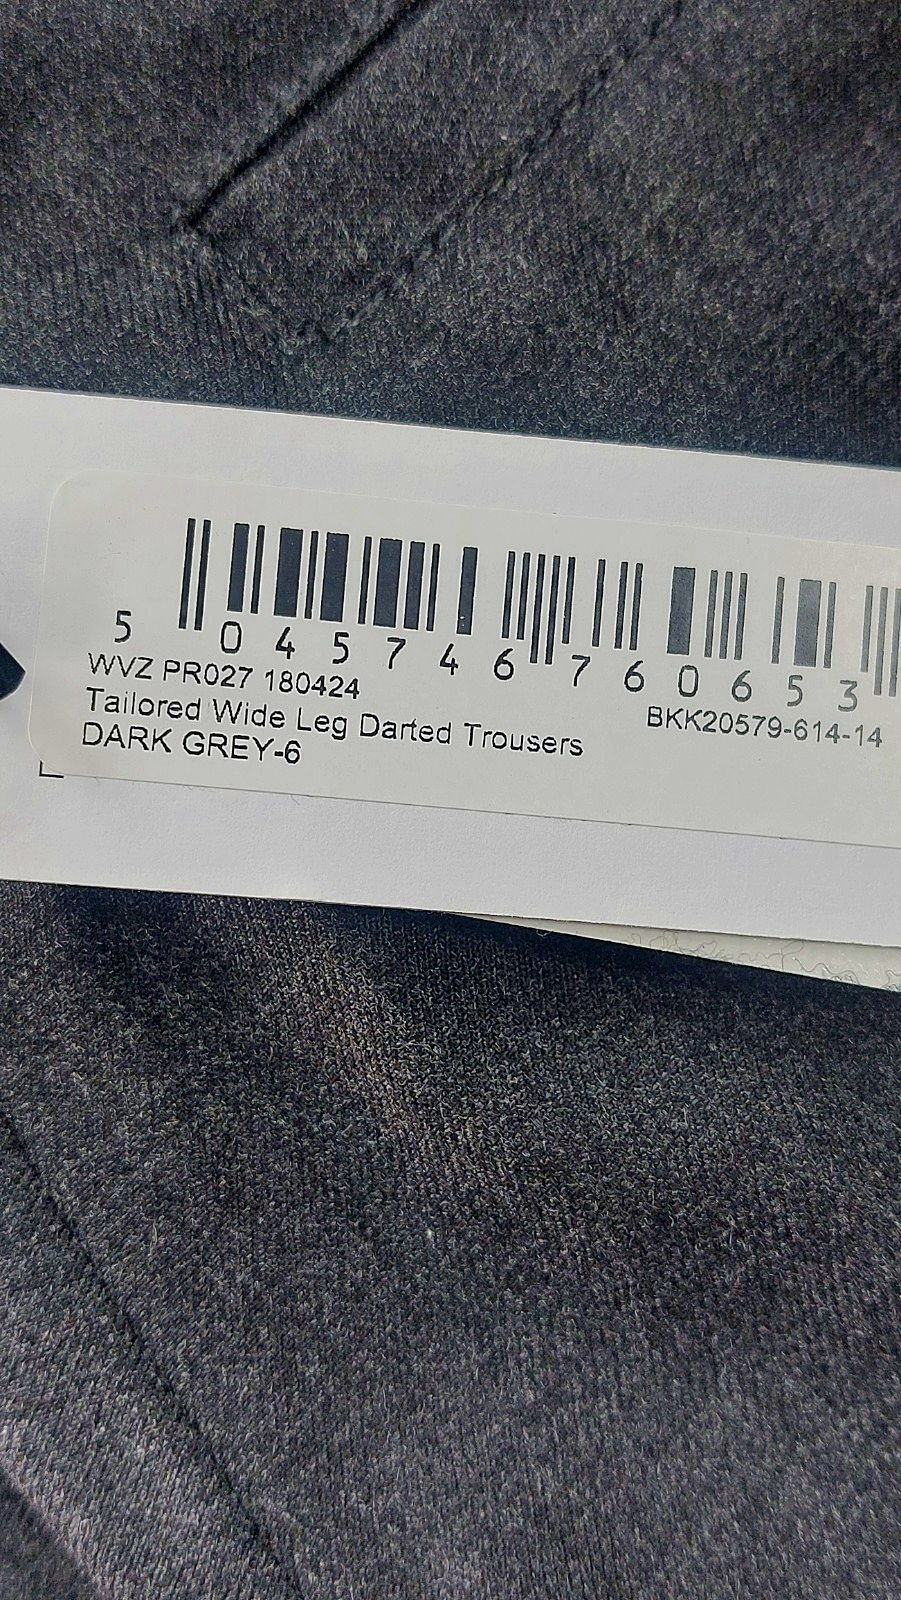 5 045746 760653
WVZ PR027 180424
Tailored Wide Leg Darted Trousers
BKK20579-614-14
DARK GREY-6